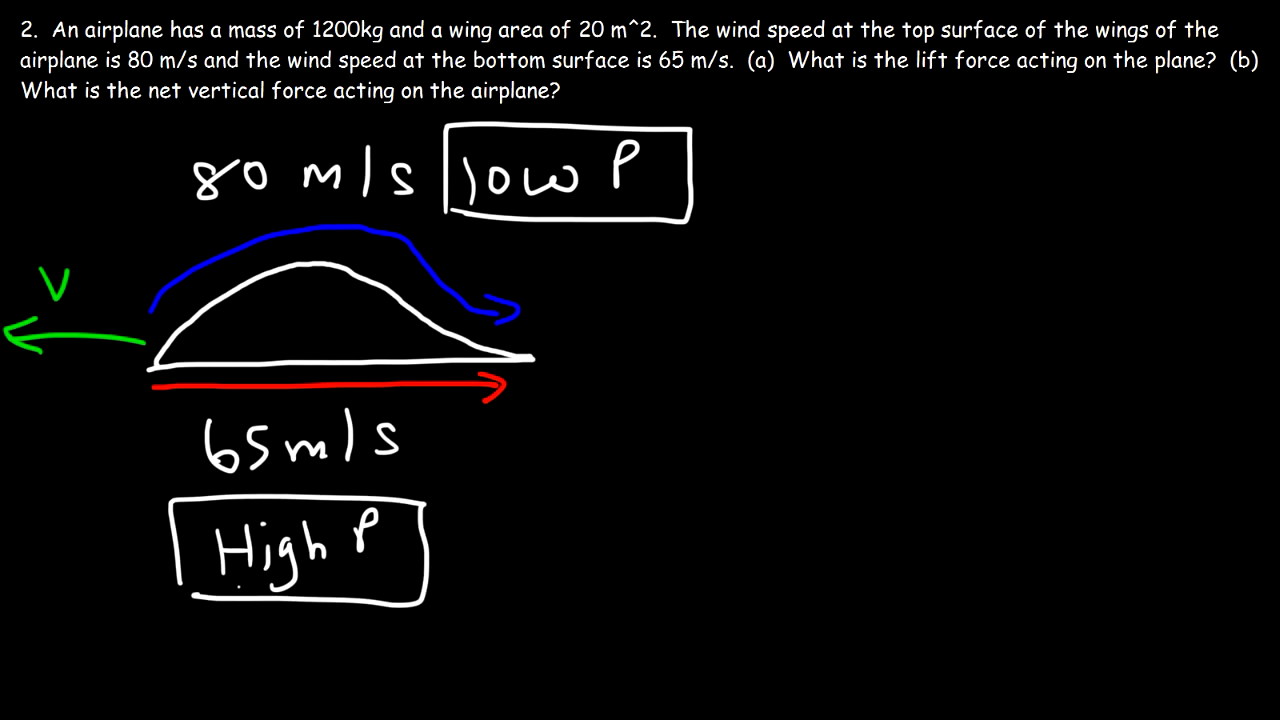 2. An airplane has a mass of 1200kg and a wing area of 20 m^2. The wind speed at the top surface of the wings of the
airplane is 80 m/s and the wind speed at the bottom surface is 65 m/s. (a) What is the lift force acting on the plane? (b)
What is the net vertical force acting on the airplane?
80 m/s low P
V
65 m/s
High P